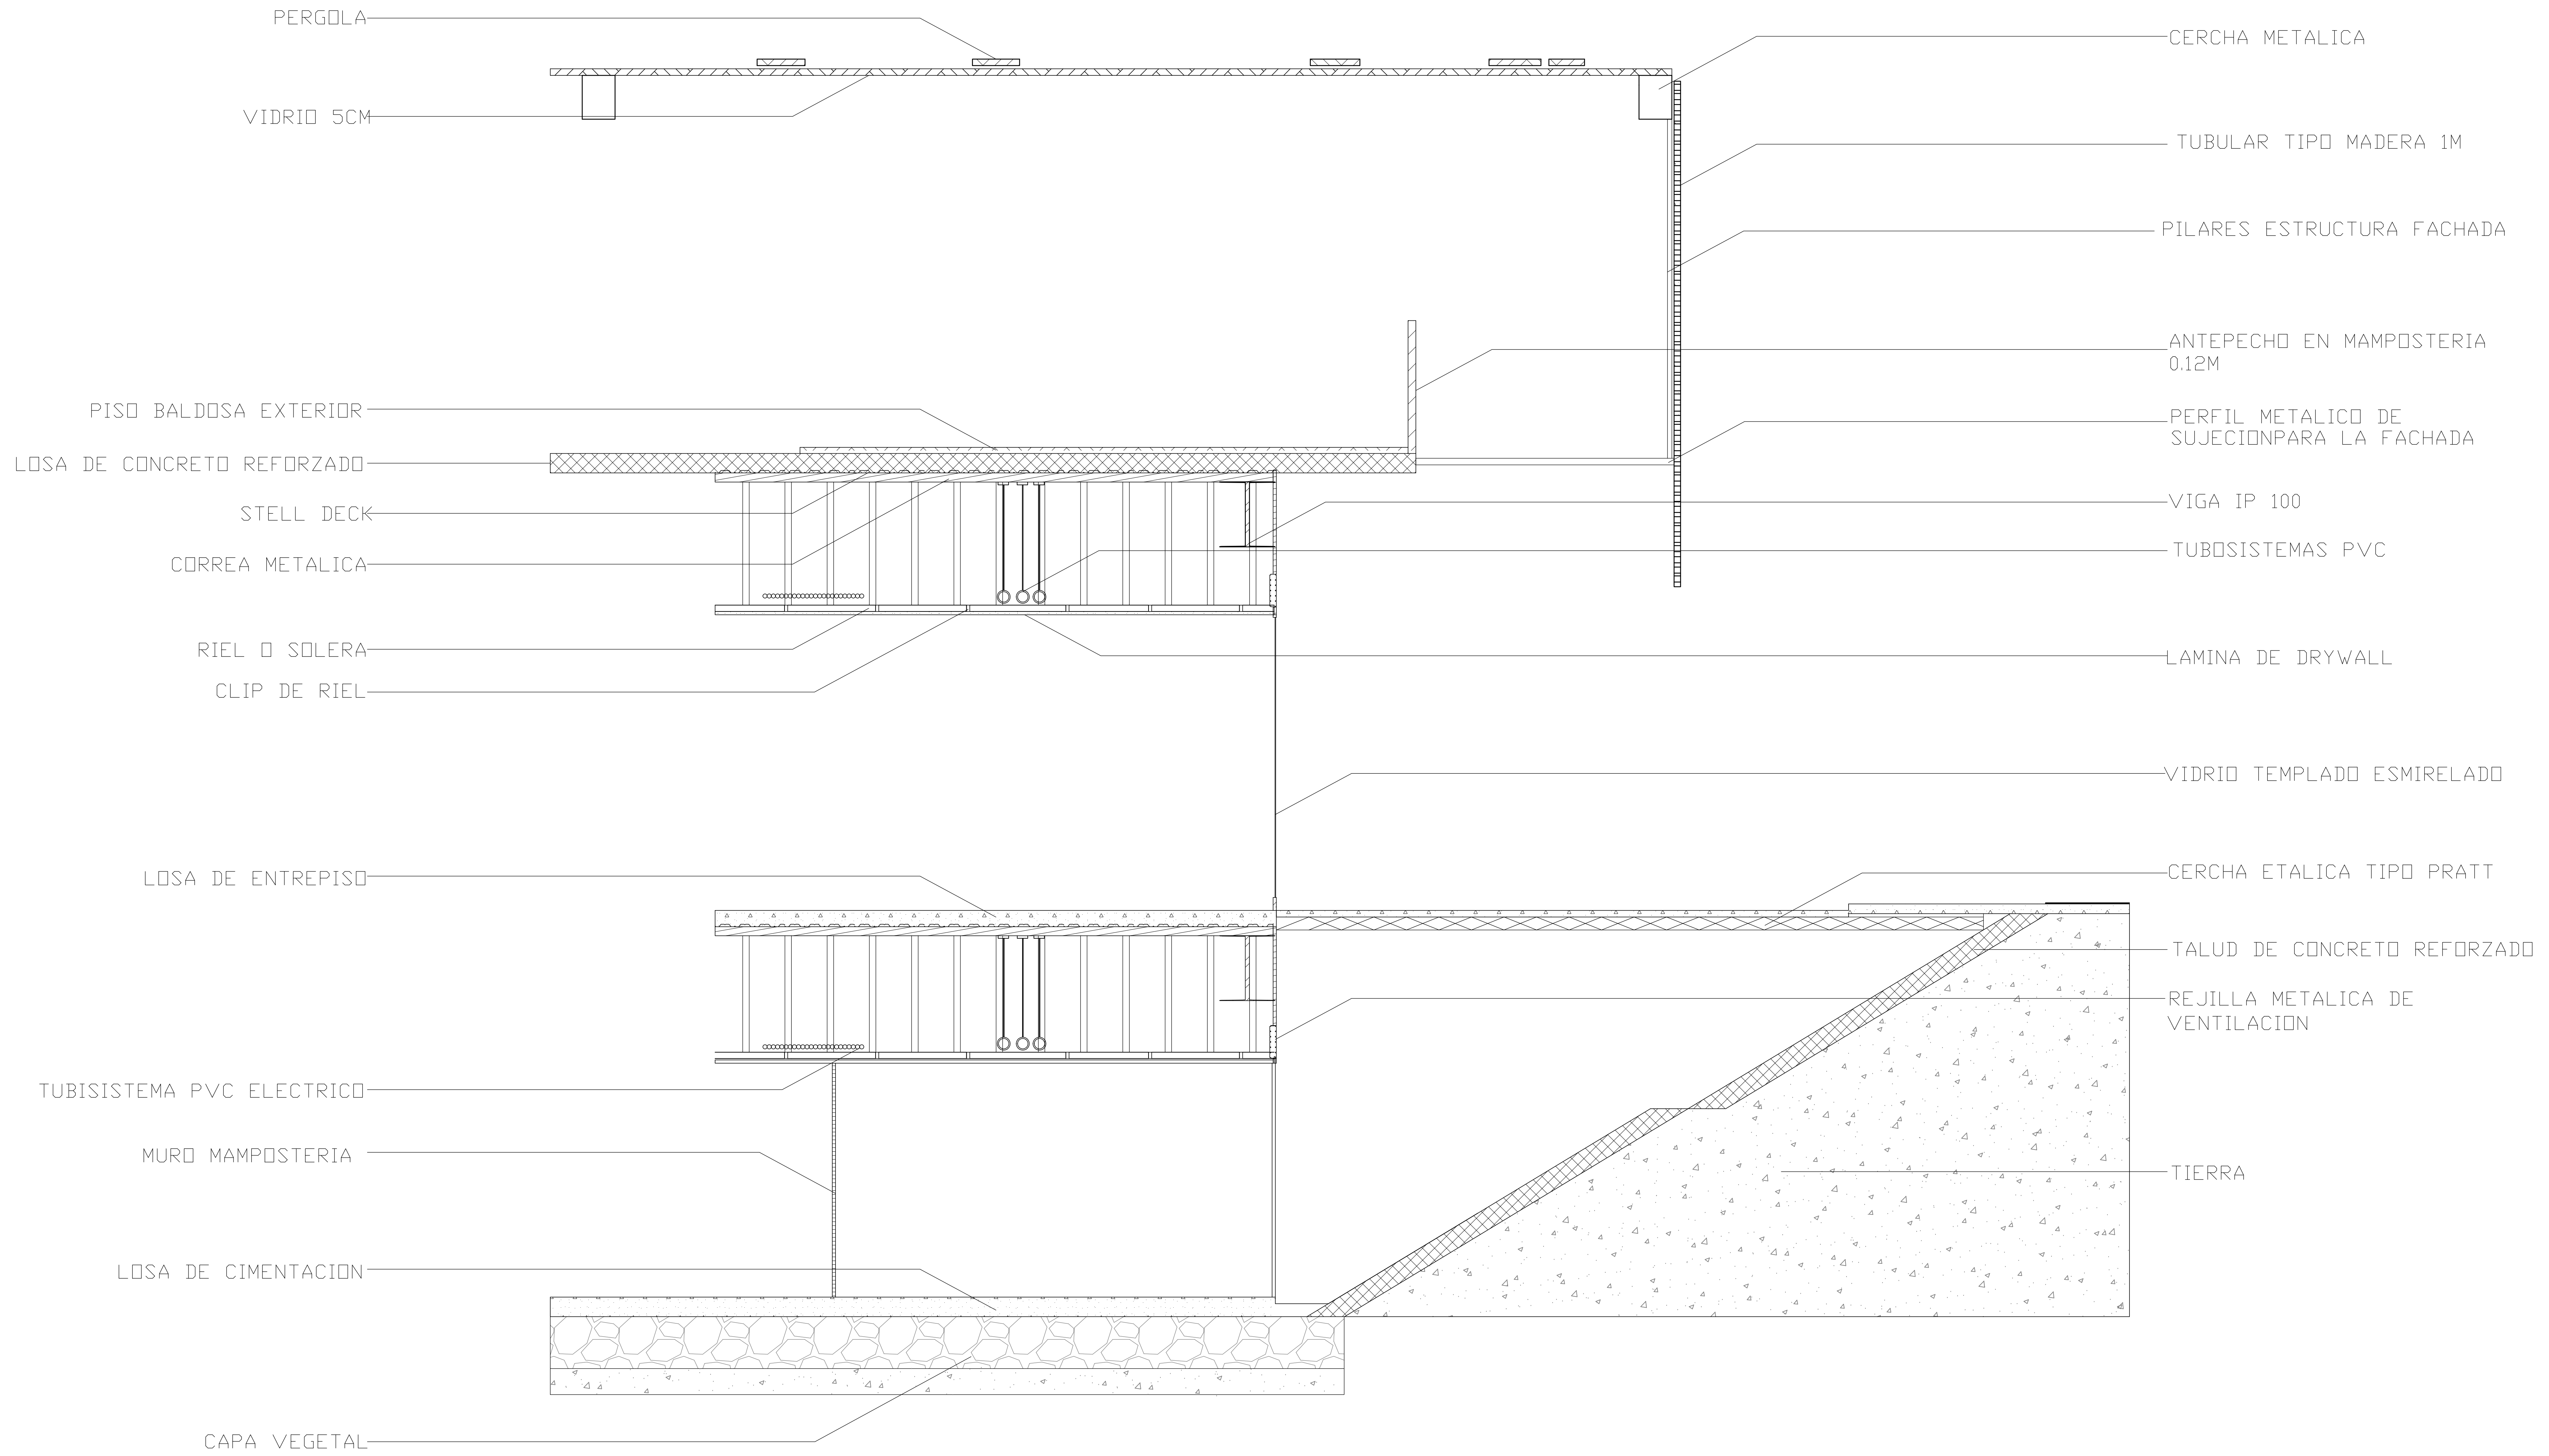 PERGOLA
VIDRIO 5CM
PISO BALDOSA EXTERIOR
LOSA DE CONCRETO REFORZADO
STELL DECK
CORREA METALICA
RIEL O SOLERA
CLIP DE RIEL
LOSA DE ENTREPISO
TUBISISTEMA PVC ELECTRICO
MURO MAMPOSTERIA
LOSA DE CIMENTACION
CAPA VEGETAL
CERCHA METALICA
TUBULAR TIPO MADERA 1M
PILARES ESTRUCTURA FACHADA
ANTEPECHO EN MAMPOSTERIA
0.12M
PERFIL METALICO DE
SUJECIONPARA LA FACHADA
VIGA IP 100
TUBOSISTEMAS PVC
LAMINA DE DRYWALL
VIDRIO TEMPLADO ESMIRELADO
CERCHA ETALICA TIPO PRATT
TALUD DE CONCRETO REFORZADO
REJILLA METALICA DE
VENTILACION
TIERRA